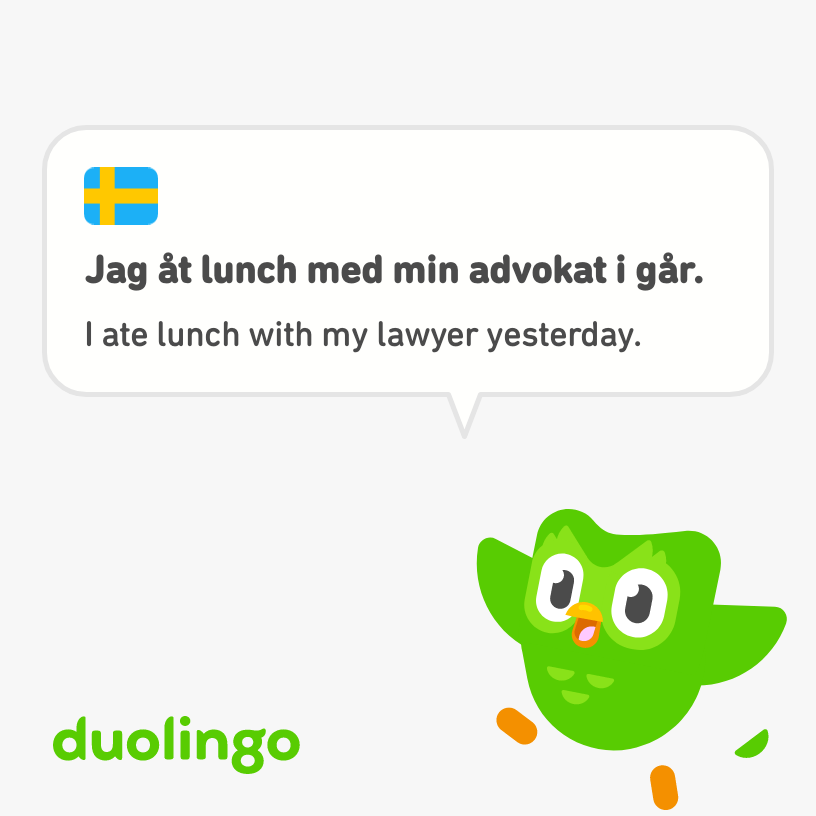 Jag åt lunch med min advokat i går.
I ate lunch with my lawyer yesterday.
duolingo